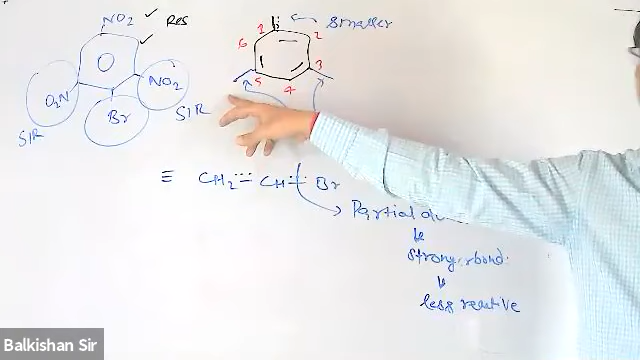 NO2 ✓ Res
✓
O2N
NO2
Br
SIR
SIR
Smaller
1
2
3
4
5
6
≡ CH2 CH Br
Partial
strong bond
less reactive
Balkishan Sir